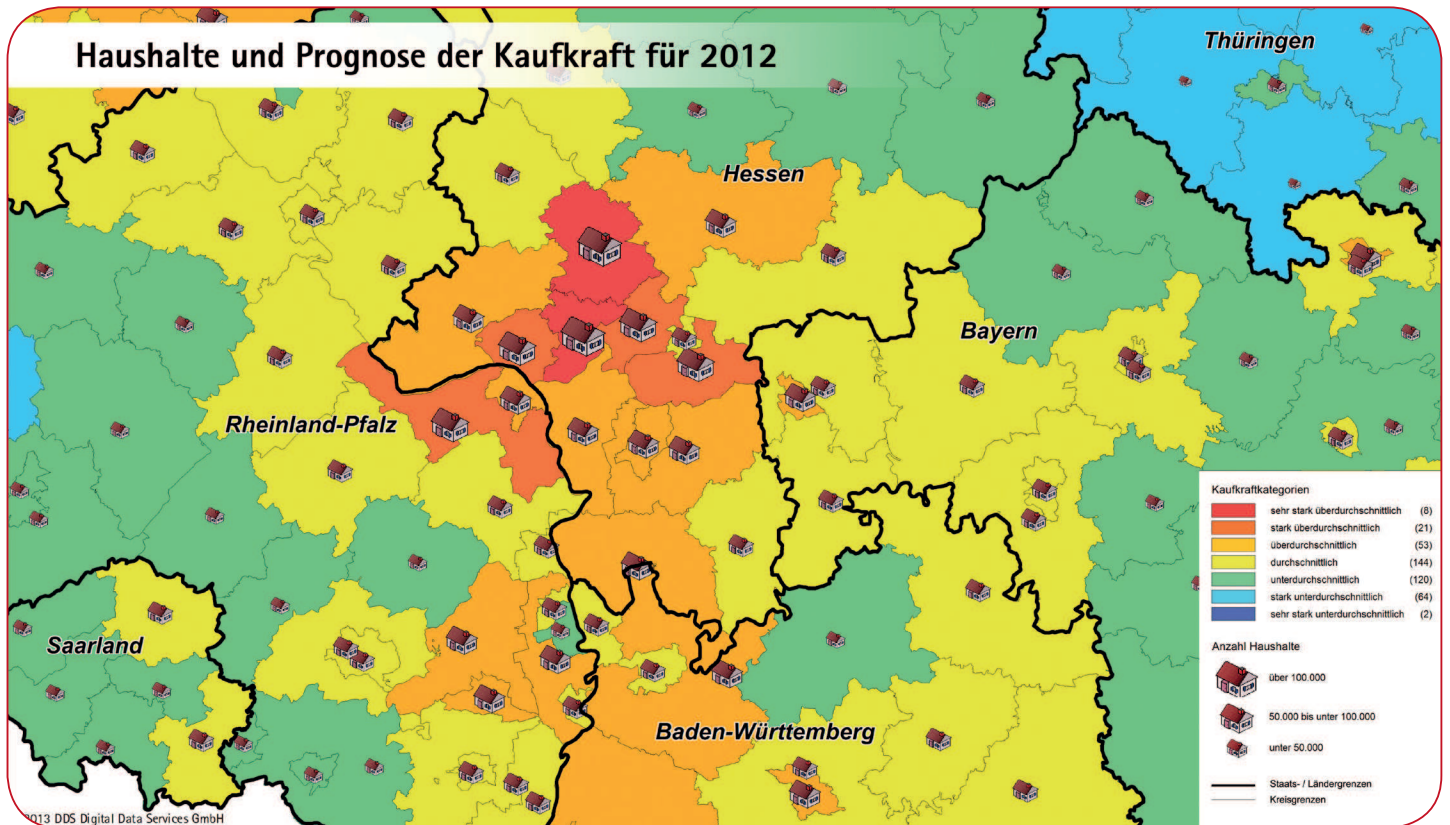 Haushalte und Prognose der Kaufkraft für 2012
Thüringen
Hessen
Bayern
Rheinland-Pfalz
Saarland
Baden-Württemberg
Kaufkraftkategorien
sehr stark überdurchschnittlich (8)
stark überdurchschnittlich (21)
überdurchschnittlich (53)
durchschnittlich (144)
unterdurchschnittlich (120)
stark unterdurchschnittlich (64)
sehr stark unterdurchschnittlich (2)
Anzahl Haushalte
über 100.000
50.000 bis unter 100.000
unter 50.000
Staats- / Ländergrenzen
Kreisgrenzen
2013 DDS Digital Data Services GmbH